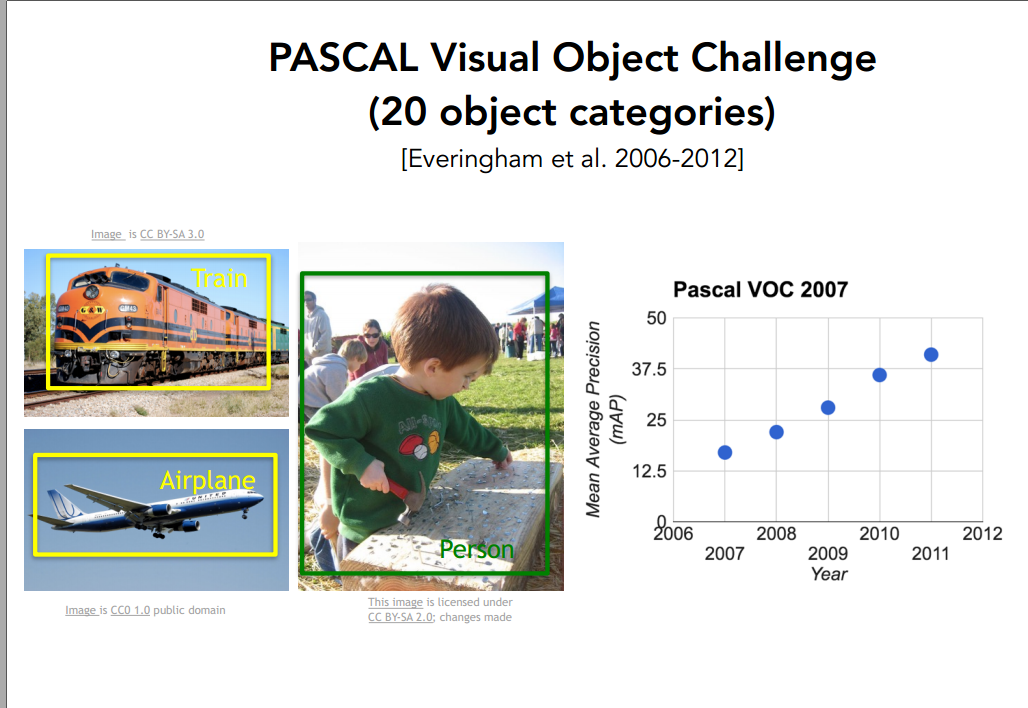 PASCAL Visual Object Challenge
(20 object categories)
[Everingham et al. 2006-2012]
Image is CC BY-SA 3.0
Train
G&W
Airplane
UNITED
Image is CC0 1.0 public domain
Person
This image is licensed under
CC BY-SA 2.0; changes made
Pascal VOC 2007
Mean Average Precision
(mAP)
50
37.5
25
12.5
0
2006 2008 2010 2012
2007 2009 2011
Year